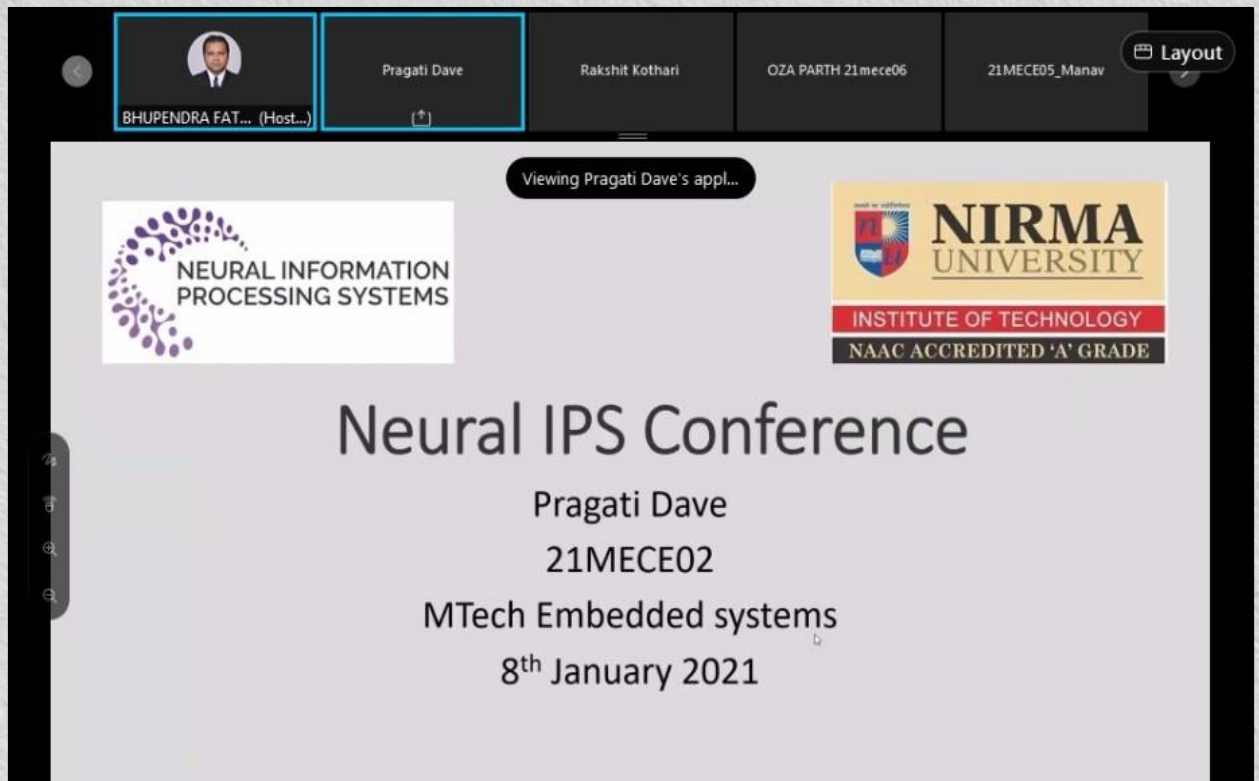 BHUPENDRA FAT... (Host...)
Pragati Dave
Rakshit Kothari
OZA PARTH 21mece06
21MECE05_Manav
Layout
Viewing Pragati Dave's appl...
NEURAL INFORMATION
PROCESSING SYSTEMS
NIRMA
UNIVERSITY
INSTITUTE OF TECHNOLOGY
NAAC ACCREDITED 'A' GRADE
Neural IPS Conference
Pragati Dave
21MECE02
MTech Embedded systems
8th January 2021